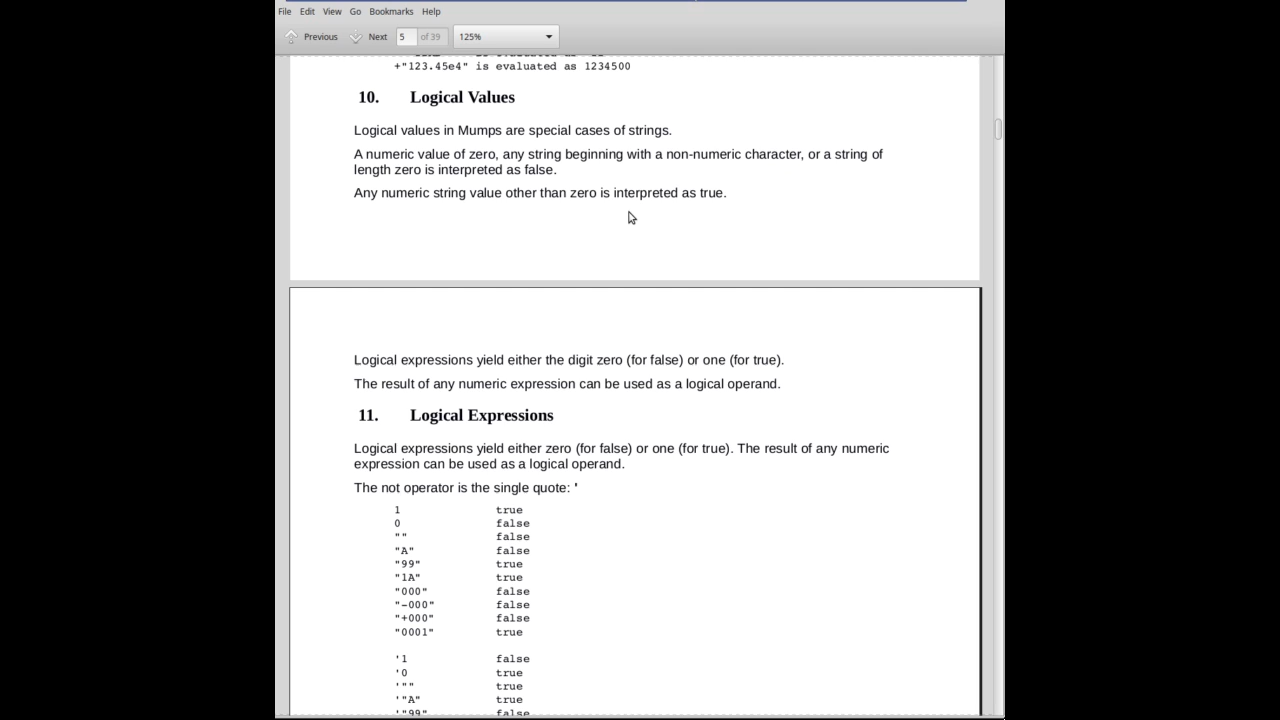 File Edit View Go Bookmarks Help
Previous Next 5 of 39 125%
+"123.45e4" is evaluated as 1234500
10. Logical Values
Logical values in Mumps are special cases of strings.
A numeric value of zero, any string beginning with a non-numeric character, or a string of
length zero is interpreted as false.
Any numeric string value other than zero is interpreted as true.
Logical expressions yield either the digit zero (for false) or one (for true).
The result of any numeric expression can be used as a logical operand.
11. Logical Expressions
Logical expressions yield either zero (for false) or one (for true). The result of any numeric
expression can be used as a logical operand.
The not operator is the single quote: '
1 true
0 false
"" false
"A" false
"99" true
"1A" true
"000" false
"-000" false
"+000" false
"0001" true
'1 false
'0 true
'"" true
'"A" true
'"99" false